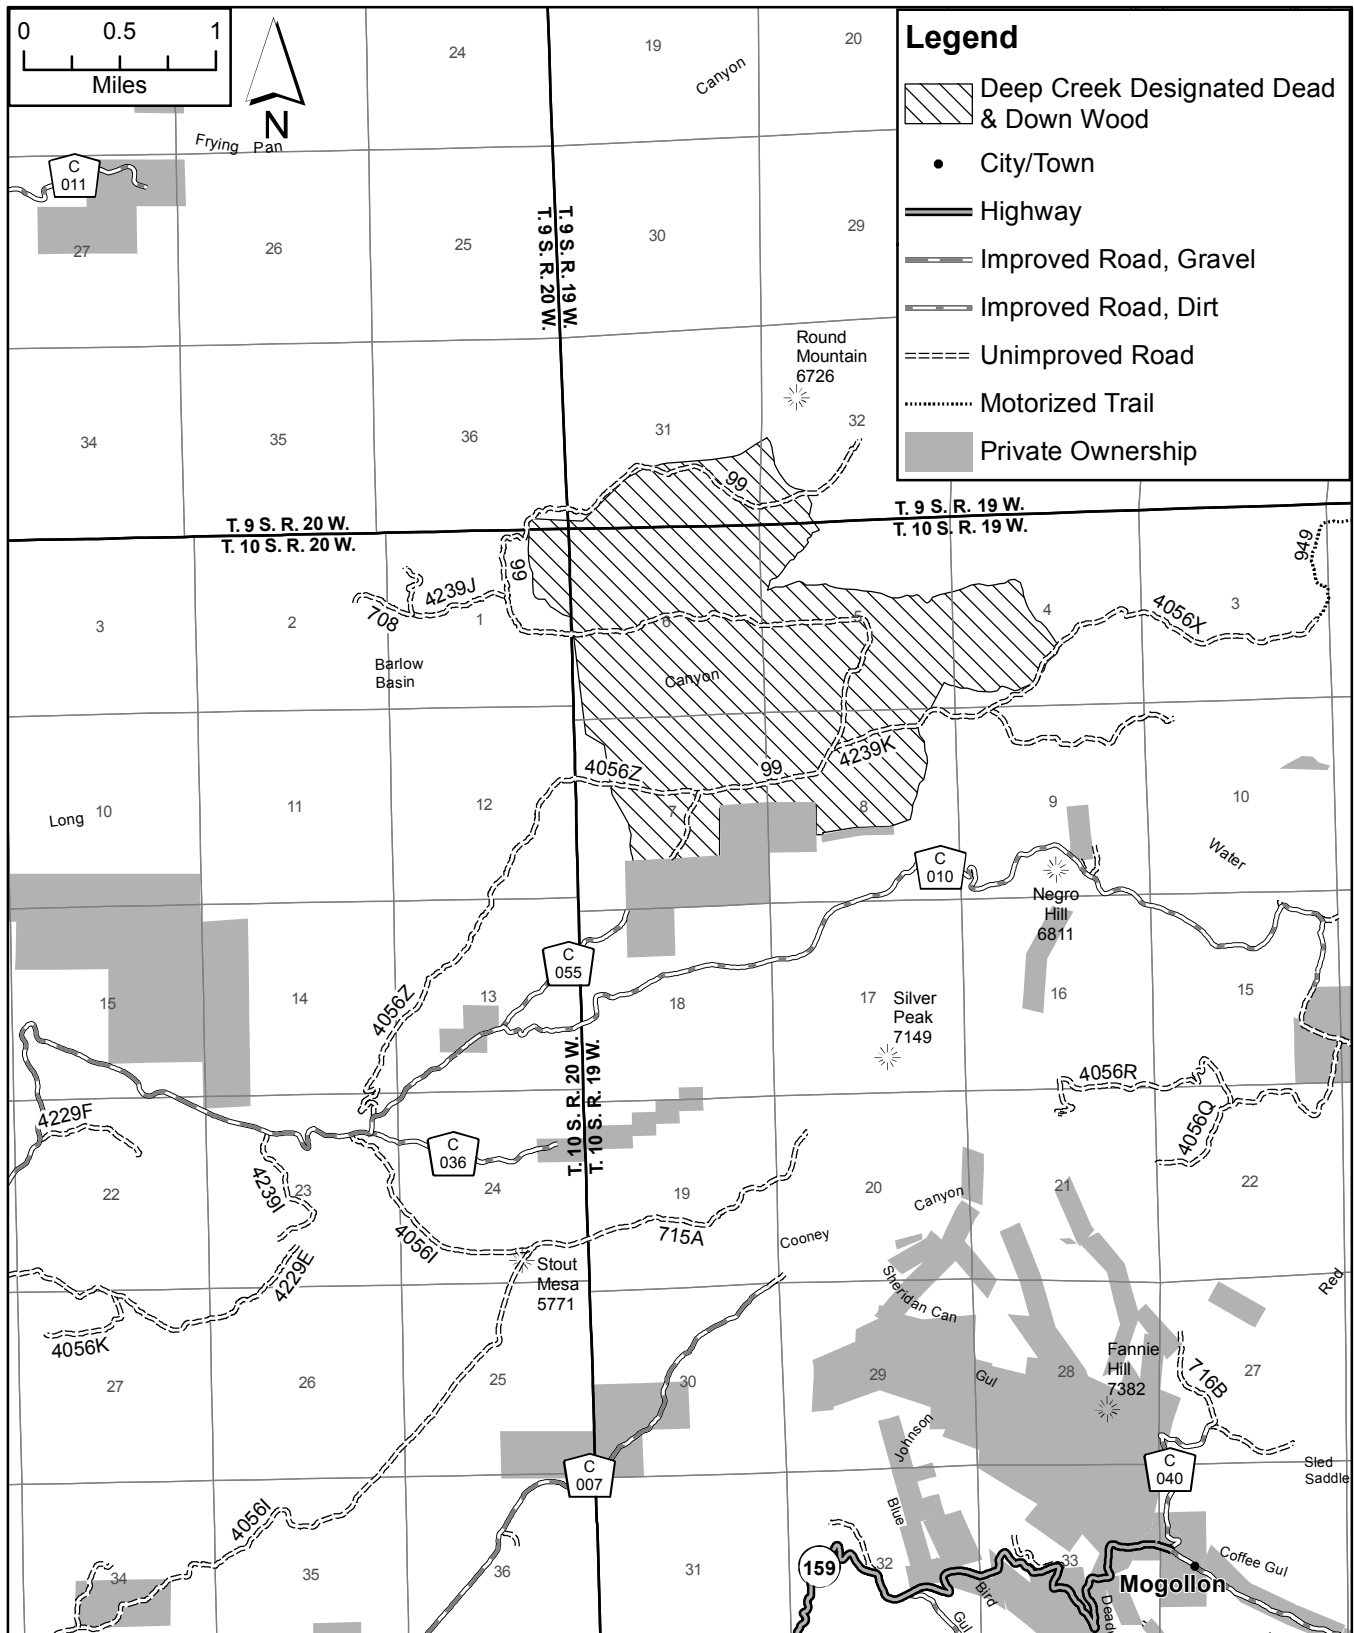 0 0.5 1
Miles
N
Legend
Deep Creek Designated Dead
& Down Wood
City/Town
Highway
Improved Road, Gravel
Improved Road, Dirt
Unimproved Road
Motorized Trail
Private Ownership
24
19
20
Canyon
Frying Pan
C
011
27
26
25
30
29
T. 9 S. R. 20 W.
T. 9 S. R. 19 W.
Round
Mountain
6726
34
35
36
31
32
99
T. 9 S. R. 20 W.
T. 10 S. R. 20 W.
T. 9 S. R. 19 W.
T. 10 S. R. 19 W.
949
99
4239J
708
3
2
1
6
5
4
3
4056X
Barlow
Basin
Canyon
4239K
4056Z
99
Long
10
11
12
7
8
9
10
Water
C
010
Negro
Hill
6811
C
055
15
14
13
18
17
16
15
4056Z
Silver
Peak
7149
T. 10 S. R. 20 W.
T. 10 S. R. 19 W.
4056R
4056Q
4229F
C
036
22
4239I
23
24
19
20
21
22
Canyon
4056I
715A
Cooney
Stout
Mesa
5771
4229E
Sheridan Can
Red
4056K
27
26
25
30
29
Gul
28
Fannie
Hill
7382
27
716B
Johnson
C
007
C
040
Sled
Saddle
Blue
4056I
34
35
36
31
159
32
33
Coffee Gul
Mogollon
Bird
Gul
Dead